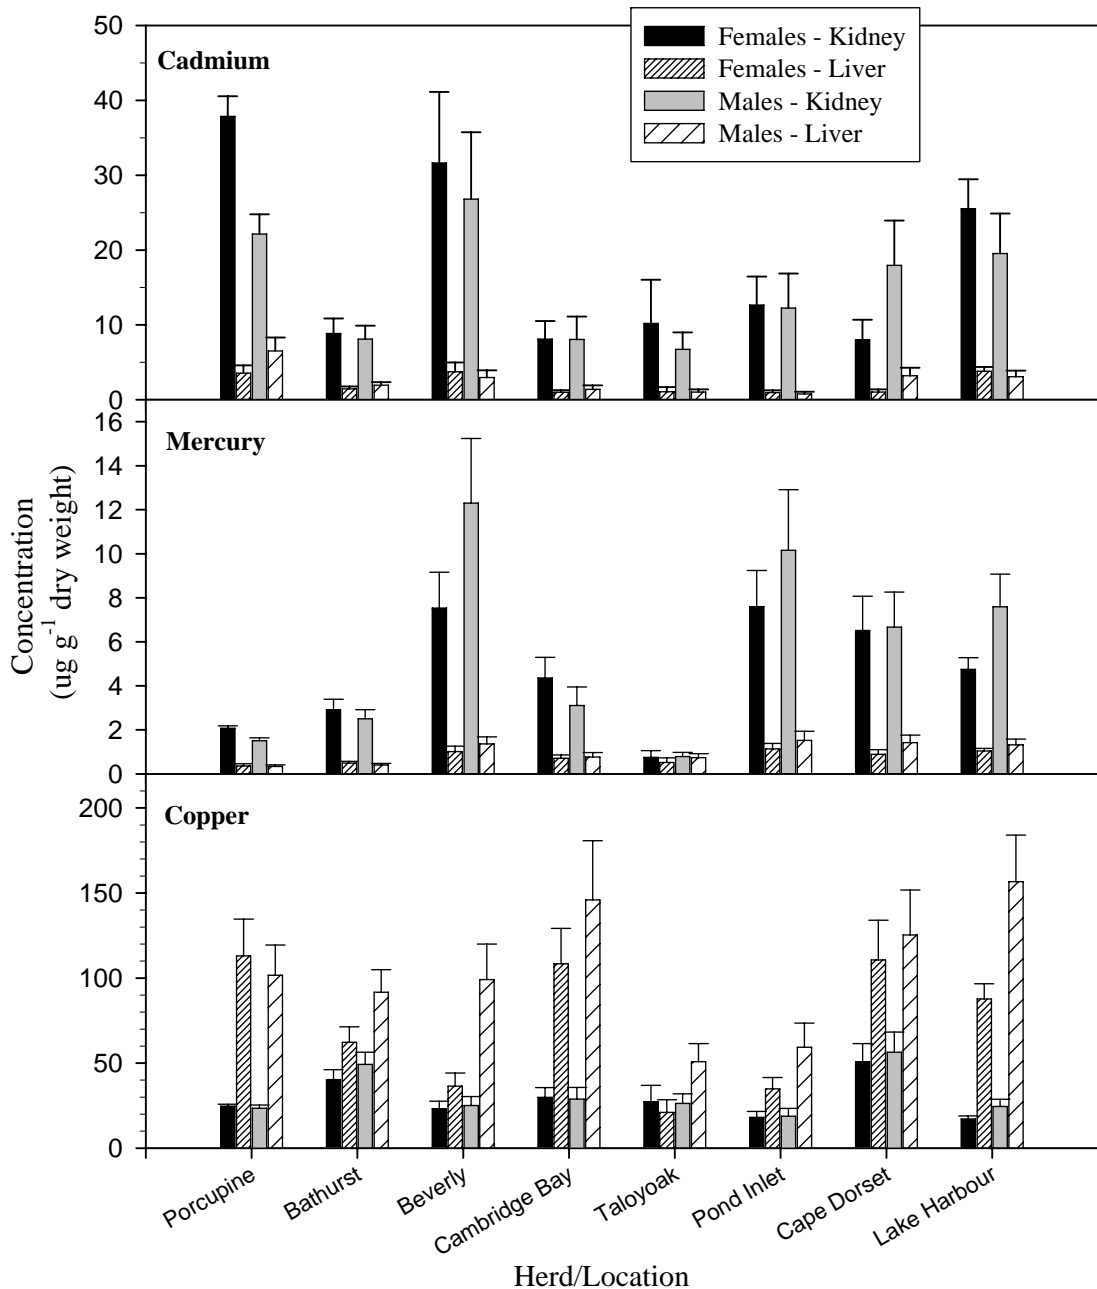 Cadmium
Females - Kidney
Females - Liver
Males - Kidney
Males - Liver
50
40
30
20
10
0
Mercury
16
14
12
10
8
6
4
2
0
Copper
200
150
100
50
0
Concentration
(ug g-1 dry weight)
Porcupine
Bathurst
Beverly
Cambridge Bay
Taloyoak
Pond Inlet
Cape Dorset
Lake Harbour
Herd/Location